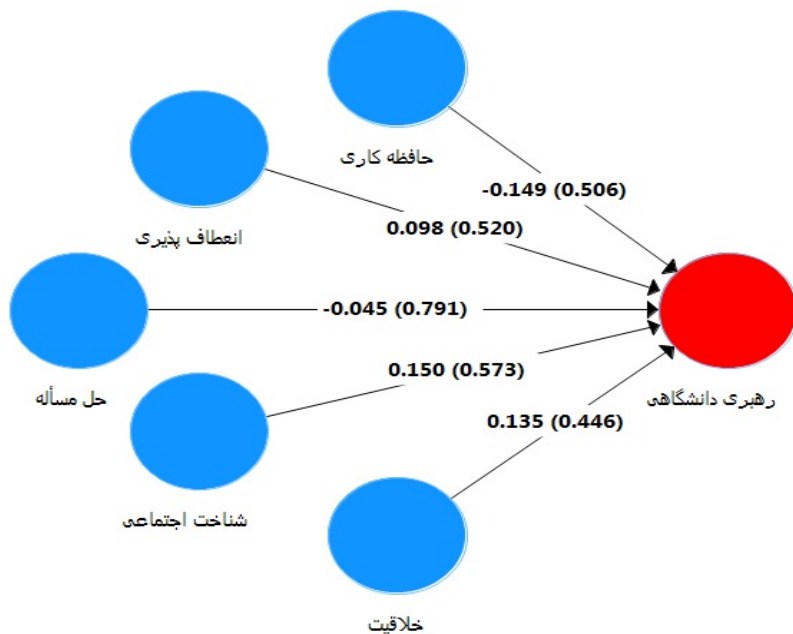 حافظه کاری
-0.149 (0.506)
انعطاف پذیری
0.098 (0.520)
حل مسأله
-0.045 (0.791)
رهبری دانشگاهی
شناخت اجتماعی
0.150 (0.573)
خلاقیت
0.135 (0.446)